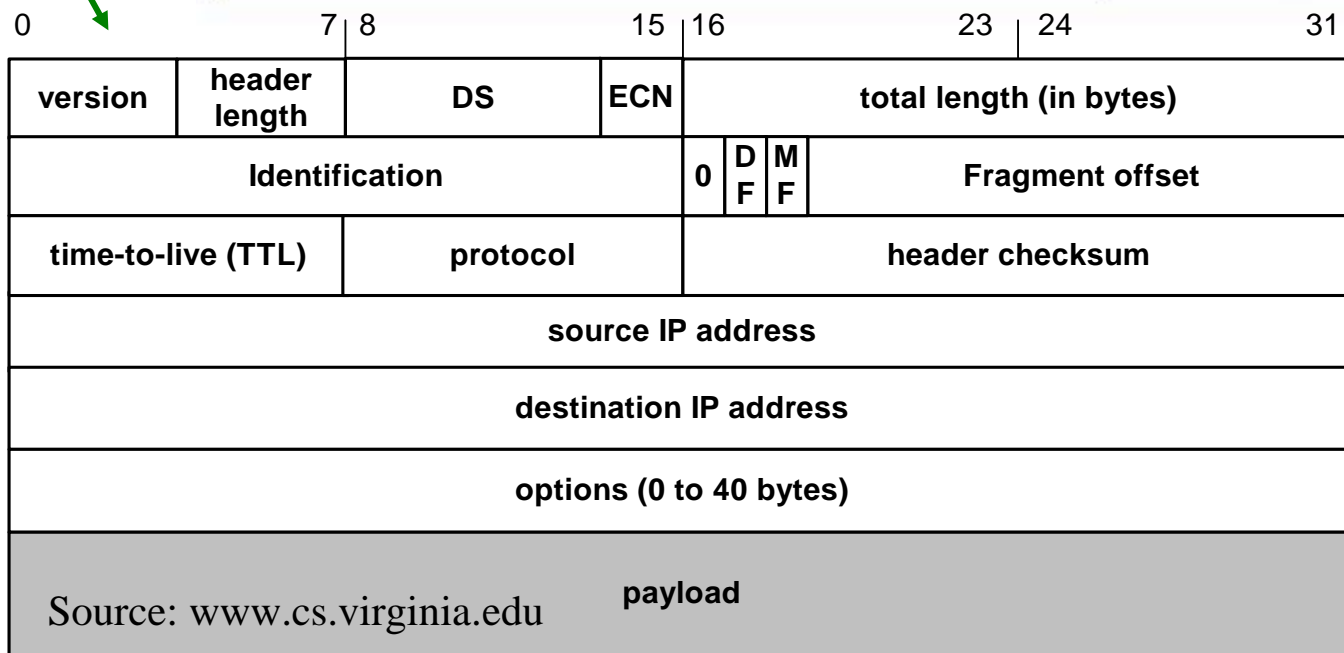 0 7 8 15 16 23 24 31
version header length DS ECN total length (in bytes)
Identification 0 DF MF Fragment offset
time-to-live (TTL) protocol header checksum
source IP address
destination IP address
options (0 to 40 bytes)
payload
Source: www.cs.virginia.edu